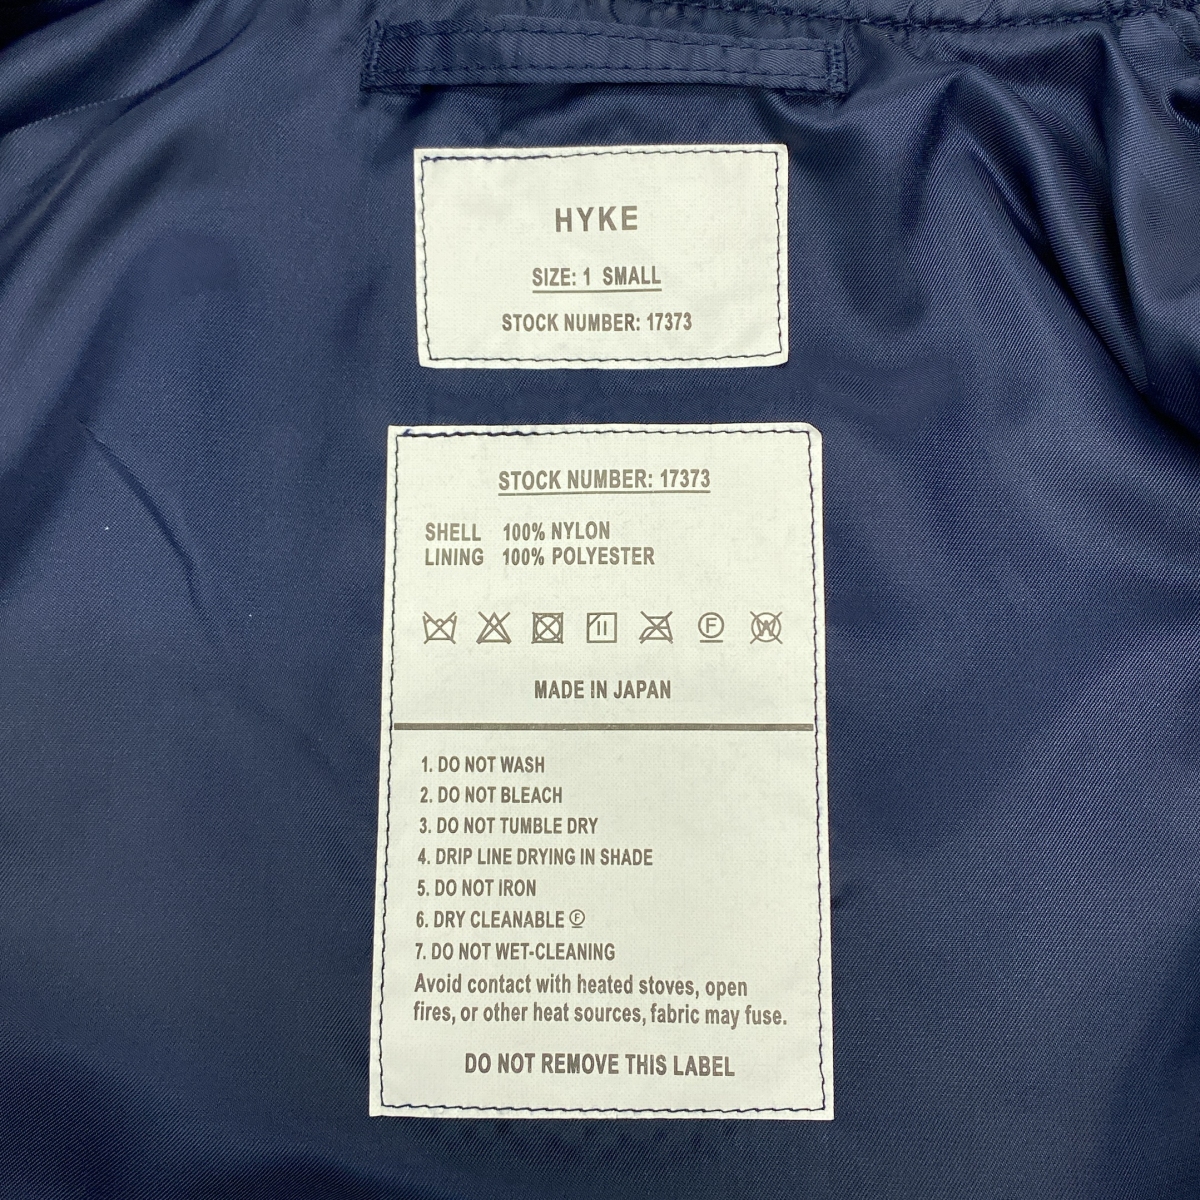 HYKE
SIZE: 1 SMALL
STOCK NUMBER: 17373
STOCK NUMBER: 17373
SHELL 100% NYLON
LINING 100% POLYESTER
F W
MADE IN JAPAN
1. DO NOT WASH
2. DO NOT BLEACH
3. DO NOT TUMBLE DRY
4. DRIP LINE DRYING IN SHADE
5. DO NOT IRON
6. DRY CLEANABLE Ⓕ
7. DO NOT WET-CLEANING
Avoid contact with heated stoves, open
fires, or other heat sources, fabric may fuse.
DO NOT REMOVE THIS LABEL